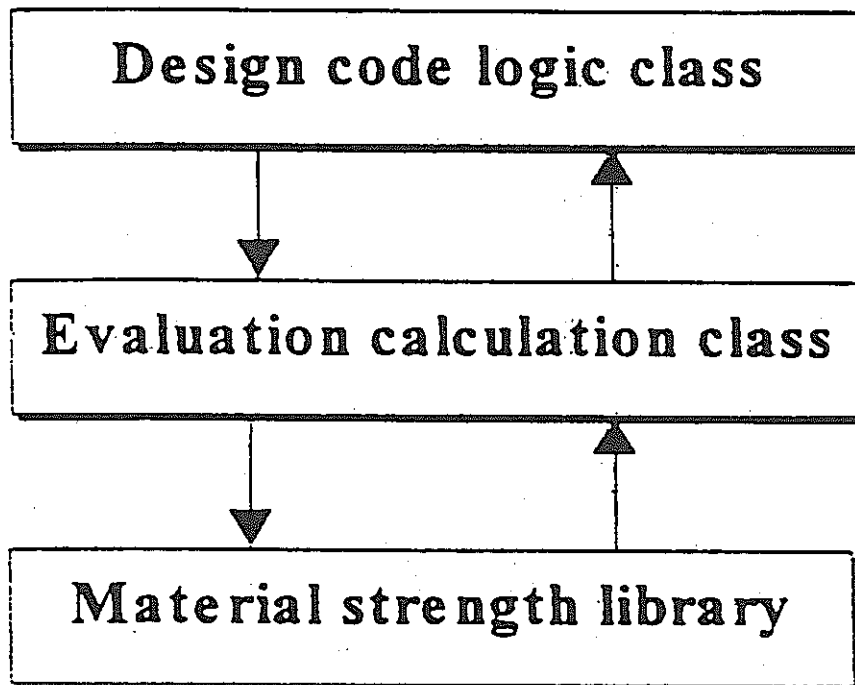 Design code logic class
Evaluation calculation class
Material strength library